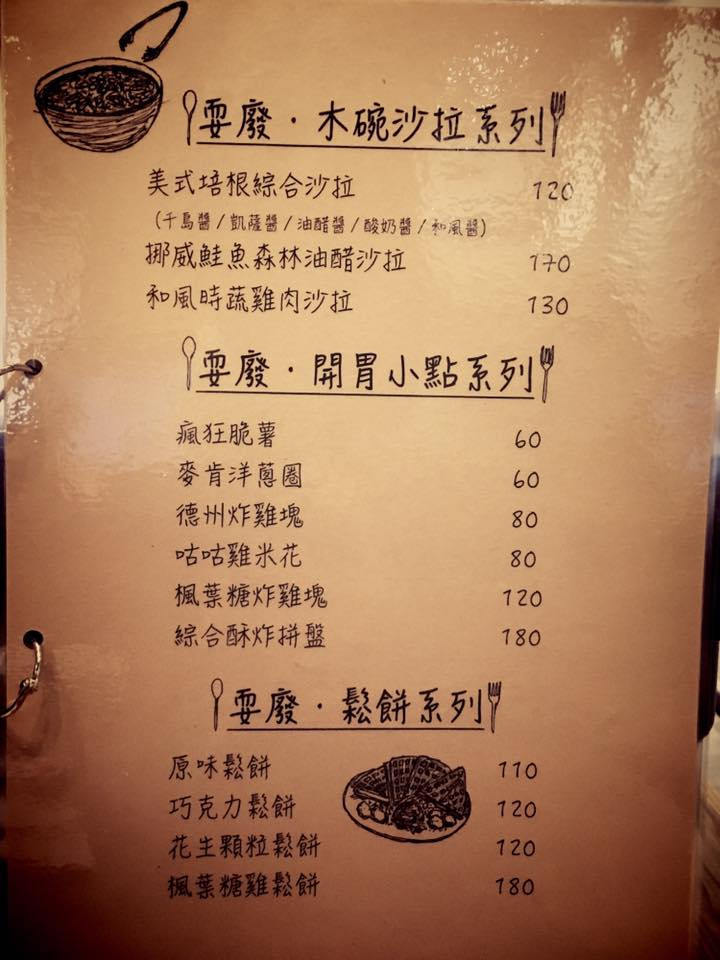 耍廢·木碗沙拉系列
美式培根綜合沙拉 120
(千島醬/凱薩醬/油醋醬/酸奶醬/和風醬)
挪威鮭魚森林油醋沙拉 170
和風時蔬雞肉沙拉 130
耍廢·開胃小點系列
瘋狂脆薯 60
麥肯洋蔥圈 60
德州炸雞塊 80
咕咕雞米花 80
楓葉糖炸雞塊 120
綜合酥炸拼盤 180
耍廢·鬆餅系列
原味鬆餅 110
巧克力鬆餅 120
花生顆粒鬆餅 120
楓葉糖雞鬆餅 180